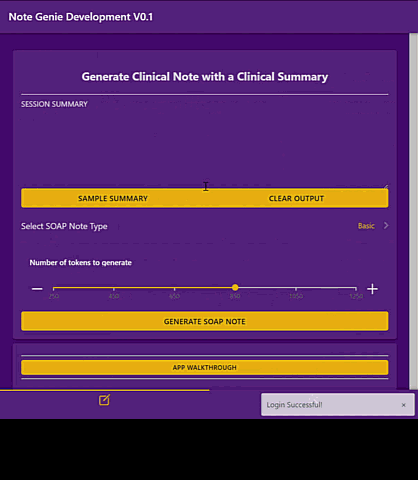 Note Genie Development V0.1
Generate Clinical Note with a Clinical Summary
SESSION SUMMARY
SAMPLE SUMMARY CLEAR OUTPUT
Select SOAP Note Type Basic
Number of tokens to generate
250 450 650 850 1050 1250
GENERATE SOAP NOTE
APP WALKTHROUGH
Login Successful! ×